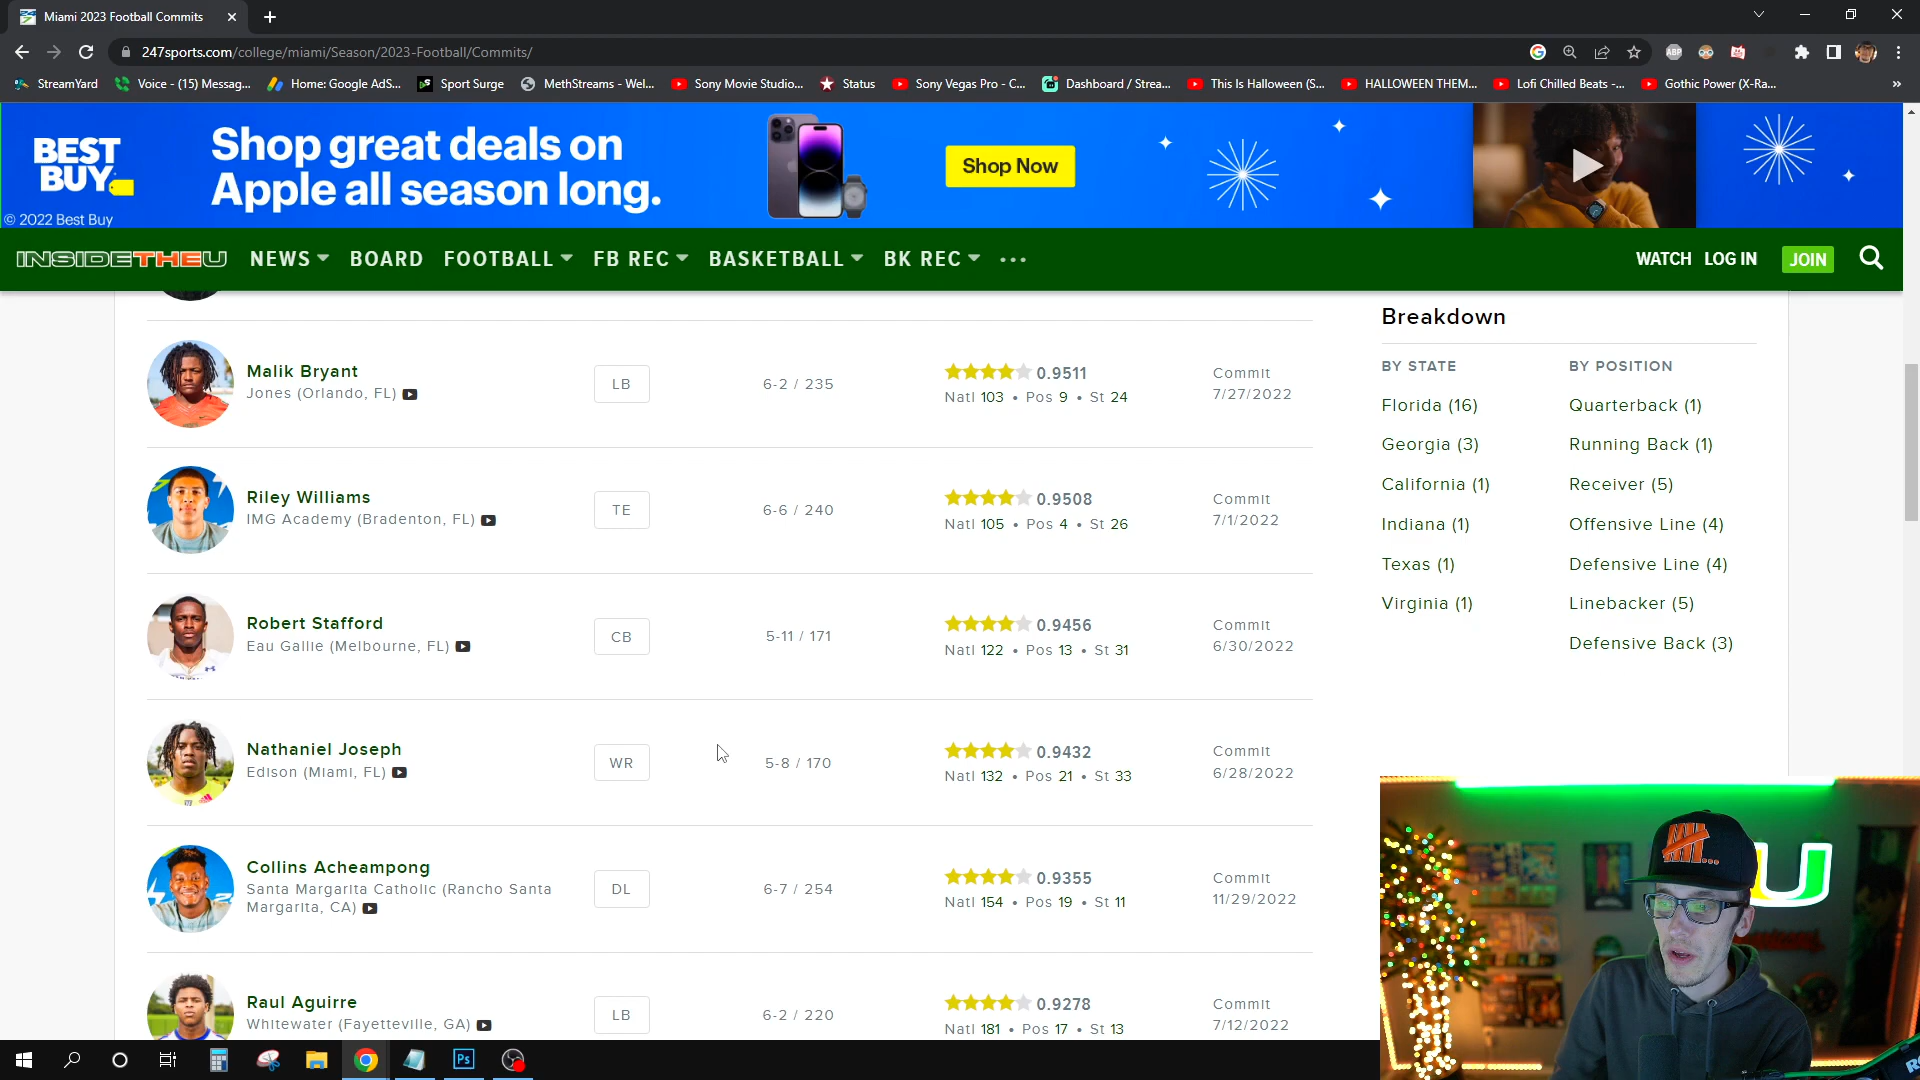 Miami 2023 Football Commits
247sports.com/college/miami/Season/2023-Football/Commits/
StreamYard
Voice - (15) Messag...
Home: Google AdS...
Sport Surge
MethStreams - Wel...
Sony Movie Studio...
Status
Sony Vegas Pro - C...
Dashboard / Strea...
This Is Halloween (S...
HALLOWEEN THEM...
Lofi Chilled Beats -...
Gothic Power (X-Ra...
BEST BUY
Shop great deals on
Apple all season long.
Shop Now
© 2022 Best Buy
INSIDETHEU NEWS BOARD FOOTBALL FB REC BASKETBALL BK REC ... WATCH LOG IN JOIN
Malik Bryant
Jones (Orlando, FL)
LB
6-2 / 235
0.9511
Natl 103 • Pos 9 • St 24
Commit
7/27/2022
Riley Williams
IMG Academy (Bradenton, FL)
TE
6-6 / 240
0.9508
Natl 105 • Pos 4 • St 26
Commit
7/1/2022
Robert Stafford
Eau Gallie (Melbourne, FL)
CB
5-11 / 171
0.9456
Natl 122 • Pos 13 • St 31
Commit
6/30/2022
Nathaniel Joseph
Edison (Miami, FL)
WR
5-8 / 170
0.9432
Natl 132 • Pos 21 • St 33
Commit
6/28/2022
Collins Acheampong
Santa Margarita Catholic (Rancho Santa
Margarita, CA)
DL
6-7 / 254
0.9355
Natl 154 • Pos 19 • St 11
Commit
11/29/2022
Raul Aguirre
Whitewater (Fayetteville, GA)
LB
6-2 / 220
0.9278
Natl 181 • Pos 17 • St 13
Commit
7/12/2022
Breakdown
BY STATE
Florida (16)
Georgia (3)
California (1)
Indiana (1)
Texas (1)
Virginia (1)
BY POSITION
Quarterback (1)
Running Back (1)
Receiver (5)
Offensive Line (4)
Defensive Line (4)
Linebacker (5)
Defensive Back (3)
ABP
Ps
U